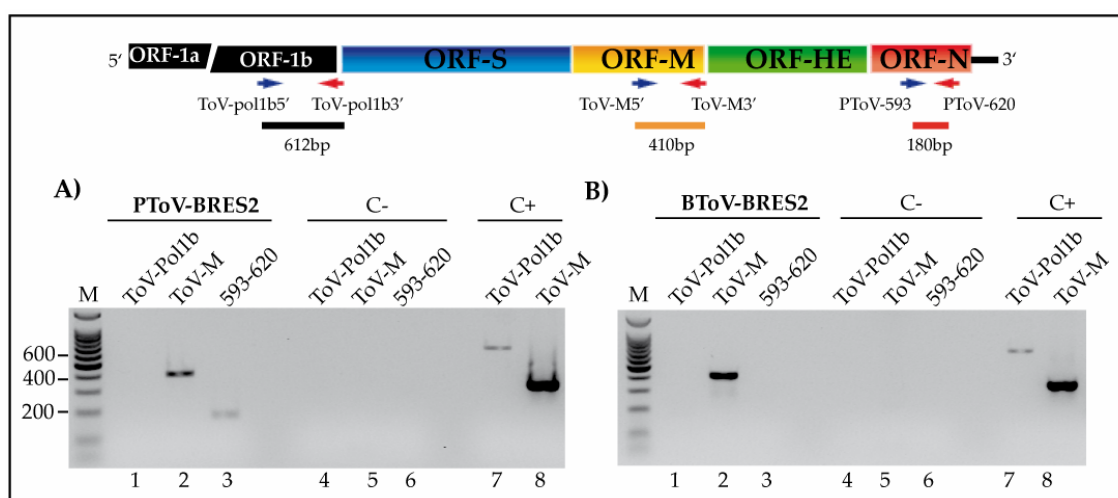 5' ORF-1a ORF-1b ORF-S ORF-M ORF-HE ORF-N 3'
ToV-pol1b5' ToV-pol1b3' ToV-M5' ToV-M3' PToV-593 PToV-620
612bp 410bp 180bp
A)
PToV-BRES2 C- C+
M ToV-Pol1b ToV-M 593-620 ToV-Pol1b ToV-M 593-620 ToV-Pol1b ToV-M
600
400
200
1 2 3 4 5 6 7 8
B)
BToV-BRES2 C- C+
M ToV-Pol1b ToV-M 593-620 ToV-Pol1b ToV-M 593-620 ToV-Pol1b ToV-M
1 2 3 4 5 6 7 8